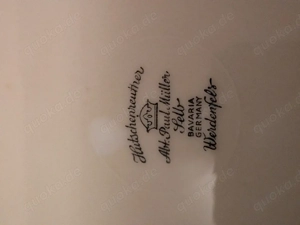 Hutschenreuther
Abt. Paul Müller
Selb
BAVARIA
GERMANY
Werdenfels